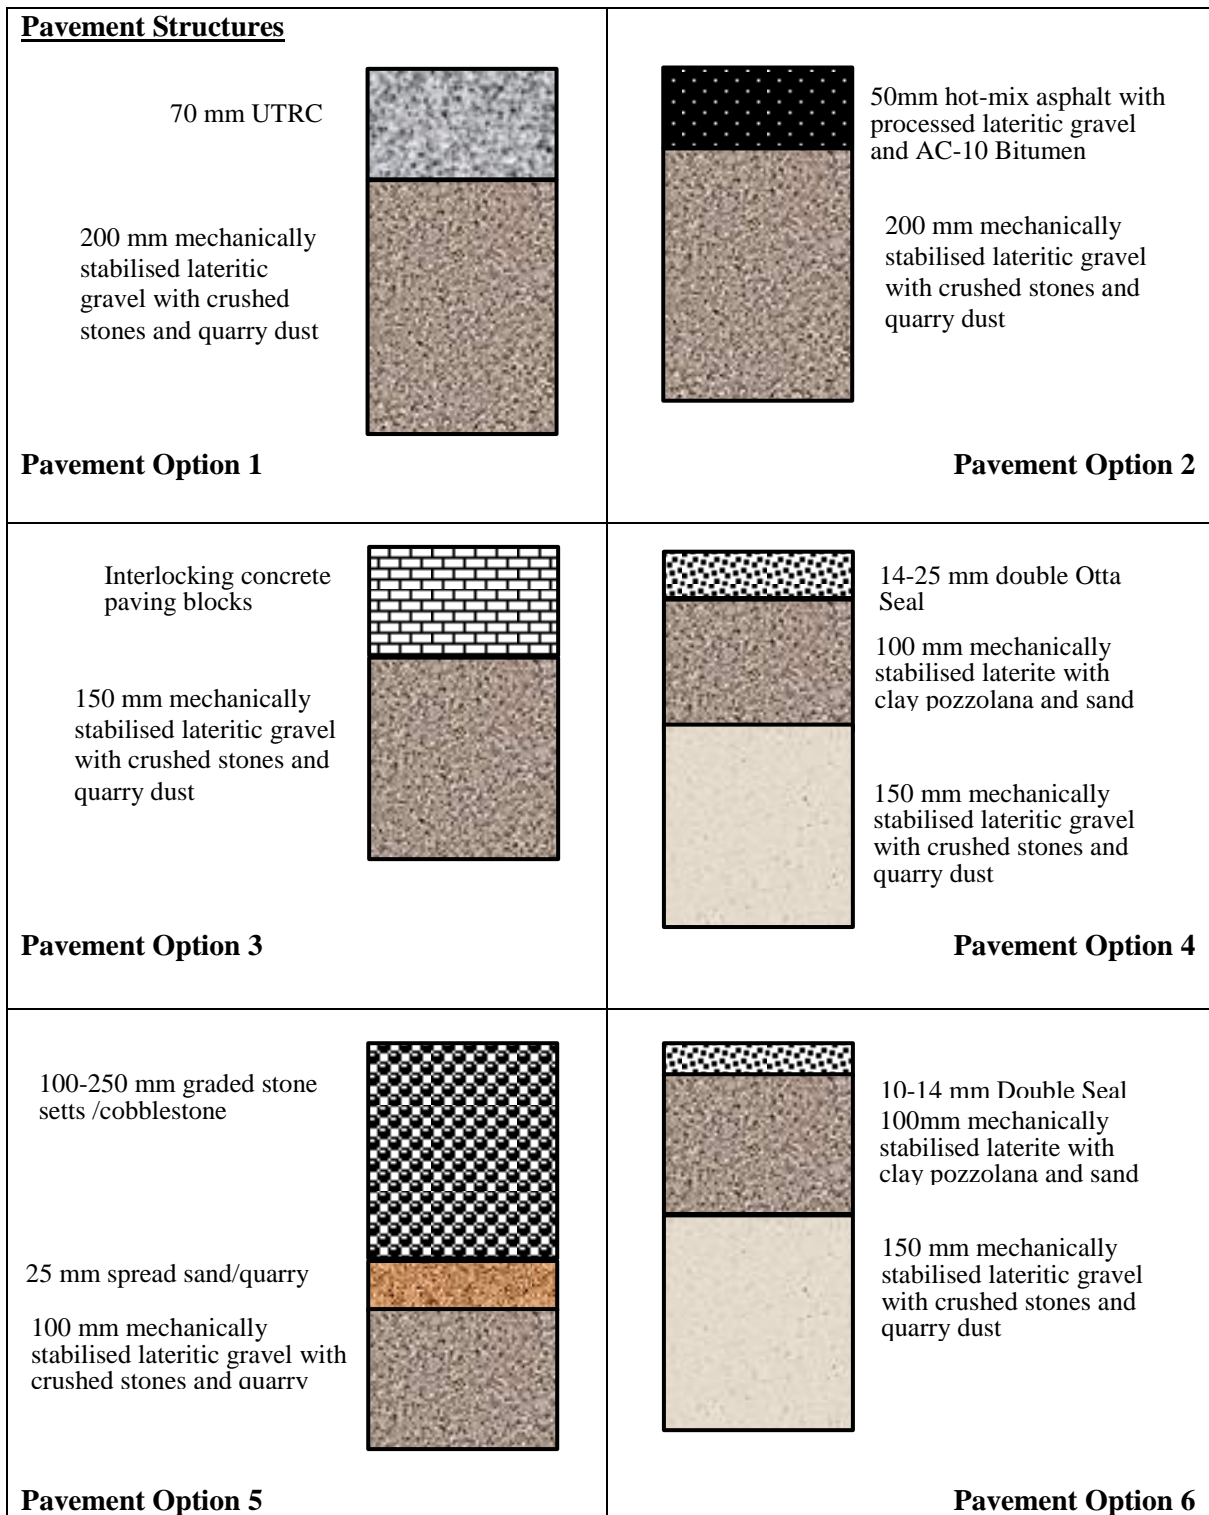 Pavement Structures
70 mm UTRC
200 mm mechanically
stabilised lateritic
gravel with crushed
stones and quarry dust
Pavement Option 1
50mm hot-mix asphalt with
processed lateritic gravel
and AC-10 Bitumen
200 mm mechanically
stabilised lateritic gravel
with crushed stones and
quarry dust
Pavement Option 2
Interlocking concrete
paving blocks
150 mm mechanically
stabilised lateritic gravel
with crushed stones and
quarry dust
Pavement Option 3
14-25 mm double Otta
Seal
100 mm mechanically
stabilised laterite with
clay pozzolana and sand
150 mm mechanically
stabilised lateritic gravel
with crushed stones and
quarry dust
Pavement Option 4
100-250 mm graded stone
setts /cobblestone
25 mm spread sand/quarry
100 mm mechanically
stabilised lateritic gravel with
crushed stones and quarry
Pavement Option 5
10-14 mm Double Seal
100mm mechanically
stabilised laterite with
clay pozzolana and sand
150 mm mechanically
stabilised lateritic gravel
with crushed stones and
quarry dust
Pavement Option 6